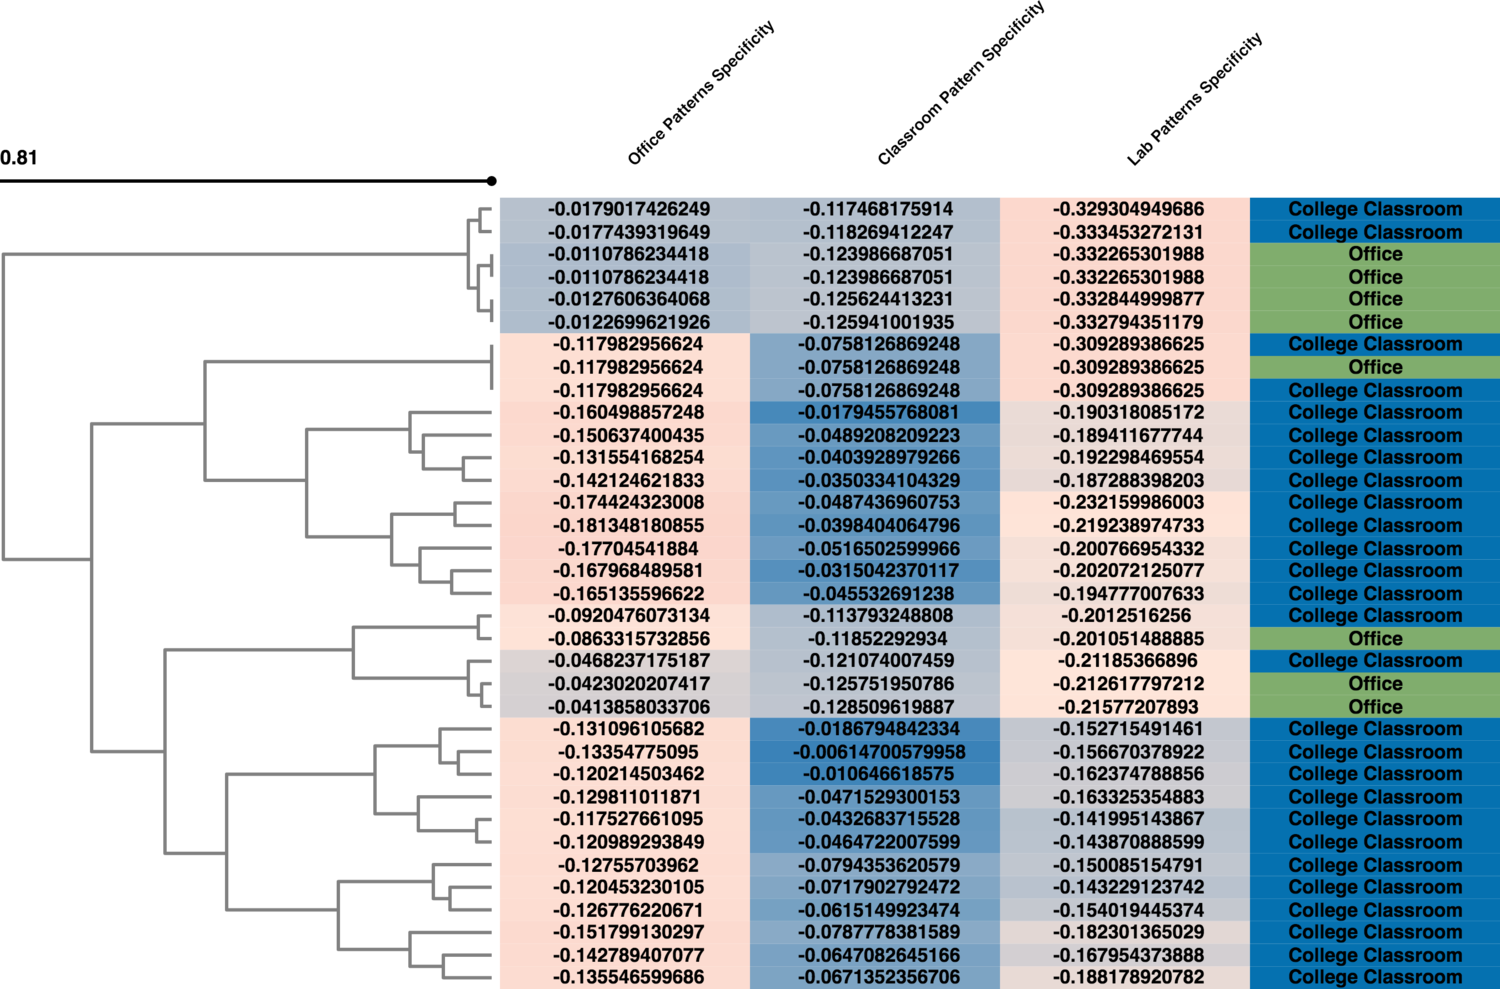 Office Patterns Specificity
Classroom Pattern Specificity
Lab Patterns Specificity
0.81
-0.0179017426249 -0.117468175914 -0.329304949686 College Classroom
-0.0177439319649 -0.118269412247 -0.333453272131 College Classroom
-0.0110786234418 -0.123986687051 -0.332265301988 Office
-0.0110786234418 -0.123986687051 -0.332265301988 Office
-0.0127606364068 -0.125624413231 -0.332844999877 Office
-0.0122699621926 -0.125941001935 -0.332794351179 Office
-0.117982956624 -0.0758126869248 -0.309289386625 College Classroom
-0.117982956624 -0.0758126869248 -0.309289386625 Office
-0.117982956624 -0.0758126869248 -0.309289386625 College Classroom
-0.160498857248 -0.0179455768081 -0.190318085172 College Classroom
-0.150637400435 -0.0489208209223 -0.189411677744 College Classroom
-0.131554168254 -0.0403928979266 -0.192298469554 College Classroom
-0.142124621833 -0.0350334104329 -0.187288398203 College Classroom
-0.174424323008 -0.0487436960753 -0.232159986003 College Classroom
-0.181348180855 -0.0398404064796 -0.219238974733 College Classroom
-0.17704541884 -0.0516502599966 -0.200766954332 College Classroom
-0.167968489581 -0.0315042370117 -0.202072125077 College Classroom
-0.165135596622 -0.045532691238 -0.194777007633 College Classroom
-0.0920476073134 -0.113793248808 -0.2012516256 College Classroom
-0.0863315732856 -0.11852292934 -0.201051488885 Office
-0.0468237175187 -0.121074007459 -0.21185366896 College Classroom
-0.0423020207417 -0.125751950786 -0.212617797212 Office
-0.0413858033706 -0.128509619887 -0.21577207893 Office
-0.131096105682 -0.0186794842334 -0.152715491461 College Classroom
-0.13354775095 -0.00614700579958 -0.156670378922 College Classroom
-0.120214503462 -0.010646618575 -0.162374788856 College Classroom
-0.129811011871 -0.0471529300153 -0.163325354883 College Classroom
-0.117527661095 -0.0432683715528 -0.141995143867 College Classroom
-0.120989293849 -0.0464722007599 -0.143870888599 College Classroom
-0.12755703962 -0.0794353620579 -0.150085154791 College Classroom
-0.120453230105 -0.0717902792472 -0.143229123742 College Classroom
-0.126776220671 -0.0615149923474 -0.154019445374 College Classroom
-0.151799130297 -0.0787778381589 -0.182301365029 College Classroom
-0.142789407077 -0.0647082645166 -0.167954373888 College Classroom
-0.135546599686 -0.0671352356706 -0.188178920782 College Classroom